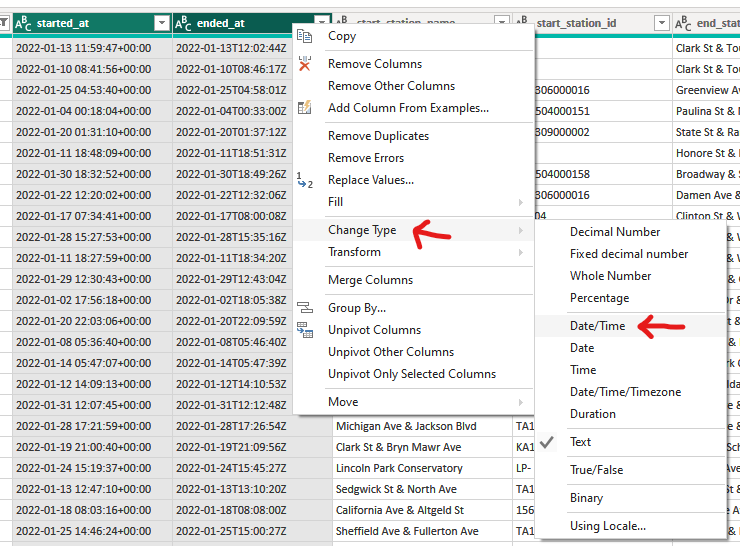 ABC started_at ABC ended_at ABC start_station_name start_station_id ABC end_sta
2022-01-13 11:59:47+00:00 2022-01-13T12:02:44Z Clark St & Tou
2022-01-10 08:41:56+00:00 2022-01-10T08:46:17Z Clark St & Tou
2022-01-25 04:53:40+00:00 2022-01-25T04:58:01Z 306000016 Greenview Av
2022-01-04 00:18:04+00:00 2022-01-04T00:33:00Z 504000151 Paulina St &
2022-01-20 01:31:10+00:00 2022-01-20T01:37:12Z 309000002 State St & Ra
2022-01-11 18:48:09+00:00 2022-01-11T18:51:31Z Honore St &
2022-01-30 18:32:52+00:00 2022-01-30T18:49:26Z 504000158 Broadway &
2022-01-22 12:20:02+00:00 2022-01-22T12:32:06Z 306000016 Damen Ave &
2022-01-17 07:34:41+00:00 2022-01-17T08:00:08Z 04 Clinton St &
2022-01-28 15:27:53+00:00 2022-01-28T15:35:16Z
2022-01-11 18:27:59+00:00 2022-01-11T18:34:20Z
2022-01-29 12:30:43+00:00 2022-01-29T12:43:04Z
2022-01-02 17:56:18+00:00 2022-01-02T18:05:38Z
2022-01-20 22:03:06+00:00 2022-01-20T22:09:59Z
2022-01-08 05:36:40+00:00 2022-01-08T05:46:40Z
2022-01-14 05:47:07+00:00 2022-01-14T05:47:39Z
2022-01-12 14:09:13+00:00 2022-01-12T14:10:53Z
2022-01-31 12:07:45+00:00 2022-01-31T12:12:48Z
2022-01-28 17:21:59+00:00 2022-01-28T17:26:54Z Michigan Ave & Jackson Blvd TA1
2022-01-19 21:00:40+00:00 2022-01-19T21:09:56Z Clark St & Bryn Mawr Ave KA1
2022-01-24 15:19:37+00:00 2022-01-24T15:45:27Z Lincoln Park Conservatory LP-
2022-01-13 12:47:10+00:00 2022-01-13T13:10:20Z Sedgwick St & North Ave TA1
2022-01-18 08:03:16+00:00 2022-01-18T08:08:00Z California Ave & Altgeld St 156
2022-01-25 14:46:24+00:00 2022-01-25T15:00:27Z Sheffield Ave & Fullerton Ave TA1
Copy
Remove Columns
Remove Other Columns
Add Column From Examples...
Remove Duplicates
Remove Errors
Replace Values...
Fill
Change Type
Transform
Merge Columns
Group By...
Unpivot Columns
Unpivot Other Columns
Unpivot Only Selected Columns
Move
Decimal Number
Fixed decimal number
Whole Number
Percentage
Date/Time
Date
Time
Date/Time/Timezone
Duration
Text
True/False
Binary
Using Locale...